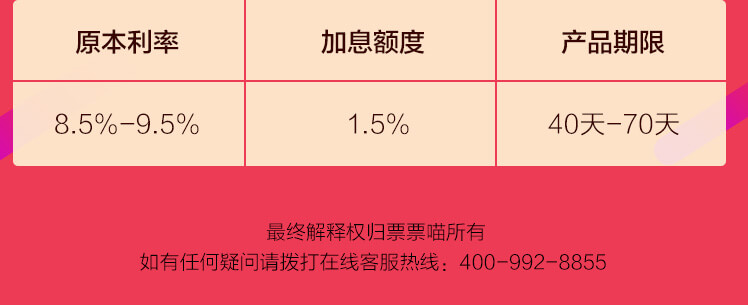 原本利率 加息额度 产品期限
8.5%-9.5% 1.5% 40天-70天
最终解释权归票票喵所有
如有任何疑问请拨打在线客服热线：400-992-8855